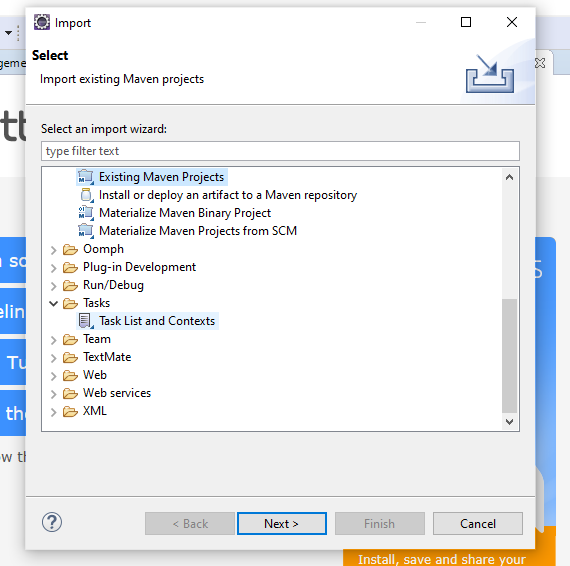 Import
Select
Import existing Maven projects
Select an import wizard:
type filter text
Existing Maven Projects
Install or deploy an artifact to a Maven repository
Materialize Maven Binary Project
Materialize Maven Projects from SCM
Oomph
Plug-in Development
Run/Debug
Tasks
Task List and Contexts
Team
TextMate
Web
Web services
XML
< Back
Next >
Finish
Cancel
Install, save and share your